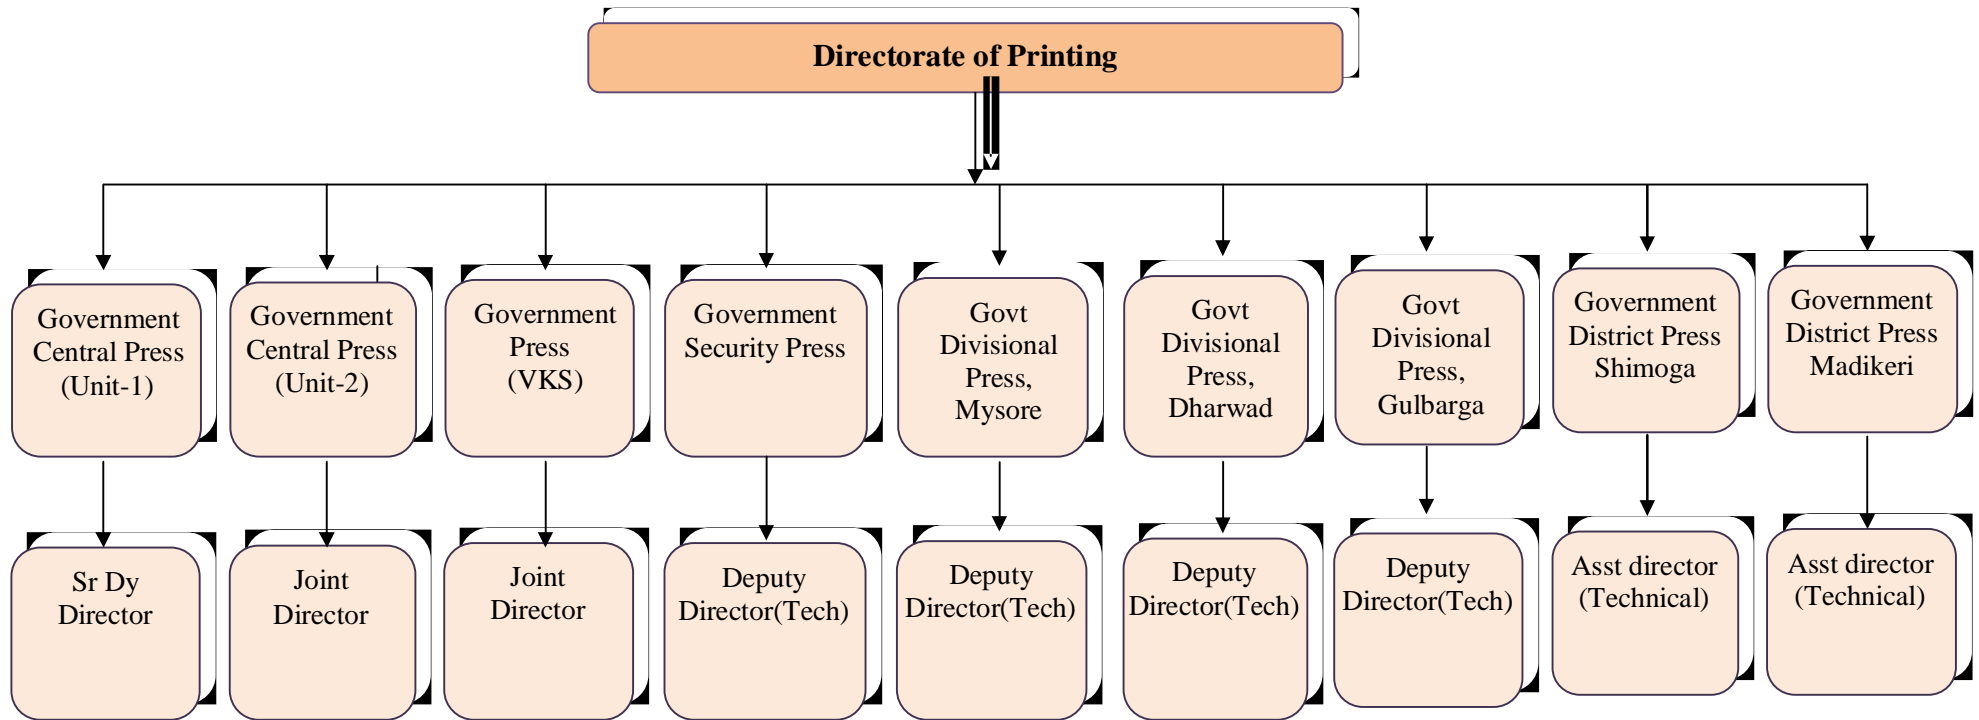 Directorate of Printing
Government
Central Press
(Unit-1)
Government
Central Press
(Unit-2)
Government
Press
(VKS)
Government
Security Press
Govt
Divisional
Press,
Mysore
Govt
Divisional
Press,
Dharwad
Govt
Divisional
Press,
Gulbarga
Government
District Press
Shimoga
Government
District Press
Madikeri
Sr Dy
Director
Joint
Director
Joint
Director
Deputy
Director(Tech)
Deputy
Director(Tech)
Deputy
Director(Tech)
Deputy
Director(Tech)
Asst director
(Technical)
Asst director
(Technical)